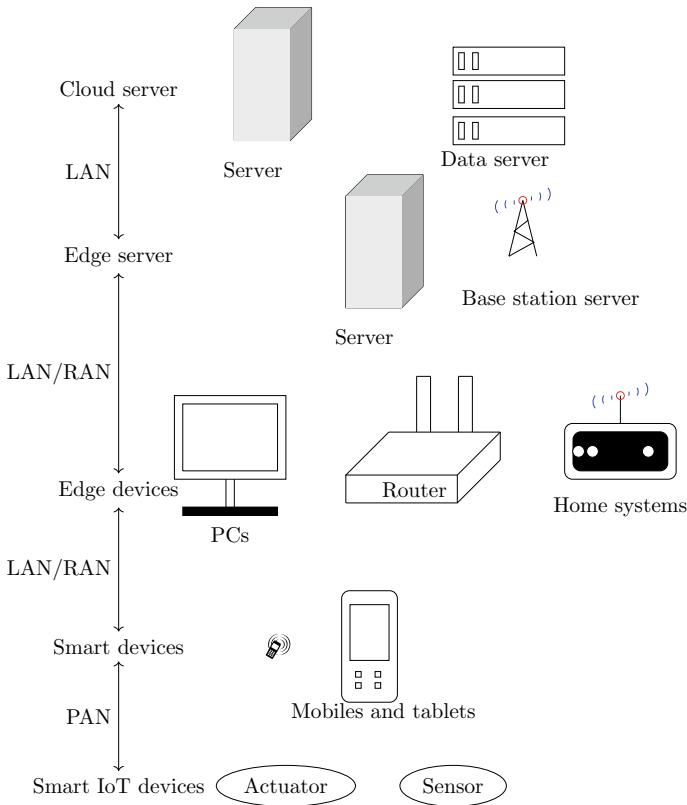 Cloud server
LAN
Server
Data server
Edge server
Base station server
Server
LAN/RAN
Edge devices
Router
Home systems
PCs
LAN/RAN
Smart devices
Mobiles and tablets
PAN
Smart IoT devices
Actuator
Sensor